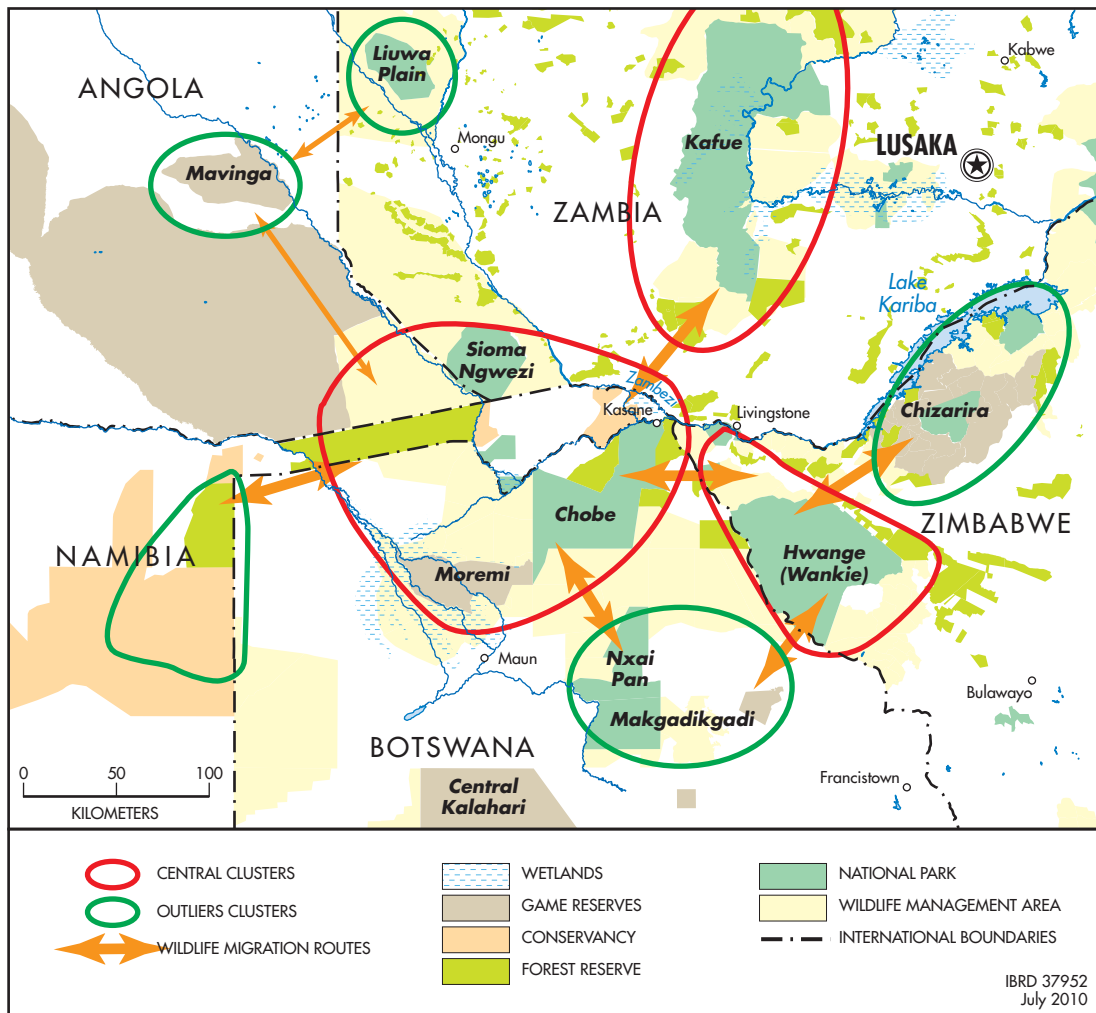 Liuwa
Plain
Kabwe
ANGOLA
Mongu
Kafue
LUSAKA
Mavinga
ZAMBIA
Lake
Kariba
Sioma
Ngwezi
Zambezi
Kasane
Livingstone
Chizarira
Chobe
ZIMBABWE
NAMIBIA
Hwange
(Wankie)
Moremi
Maun
Nxai
Pan
Bulawayo
Makgadikgadi
BOTSWANA
0 50 100
KILOMETERS
Central
Kalahari
Francistown
CENTRAL CLUSTERS
OUTLIERS CLUSTERS
WILDLIFE MIGRATION ROUTES
WETLANDS
GAME RESERVES
CONSERVANCY
FOREST RESERVE
NATIONAL PARK
WILDLIFE MANAGEMENT AREA
INTERNATIONAL BOUNDARIES
IBRD 37952
July 2010